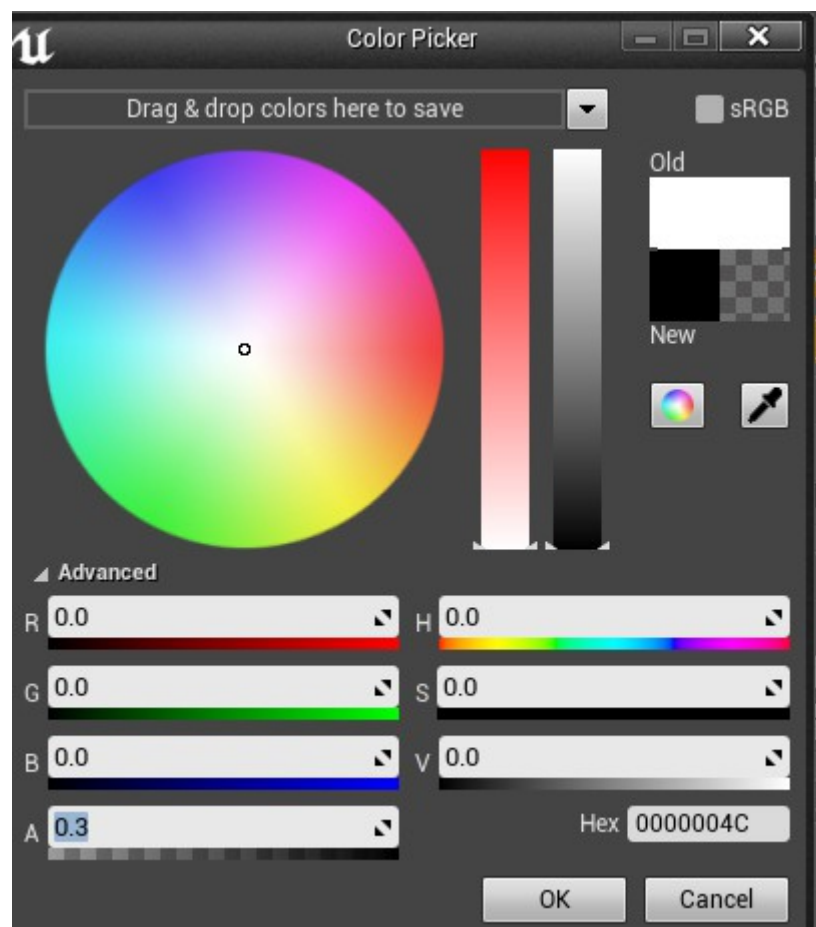 Color Picker
Drag & drop colors here to save
sRGB
Old
New
Advanced
R 0.0
H 0.0
G 0.0
S 0.0
B 0.0
V 0.0
A 0.3
Hex 0000004C
OK
Cancel